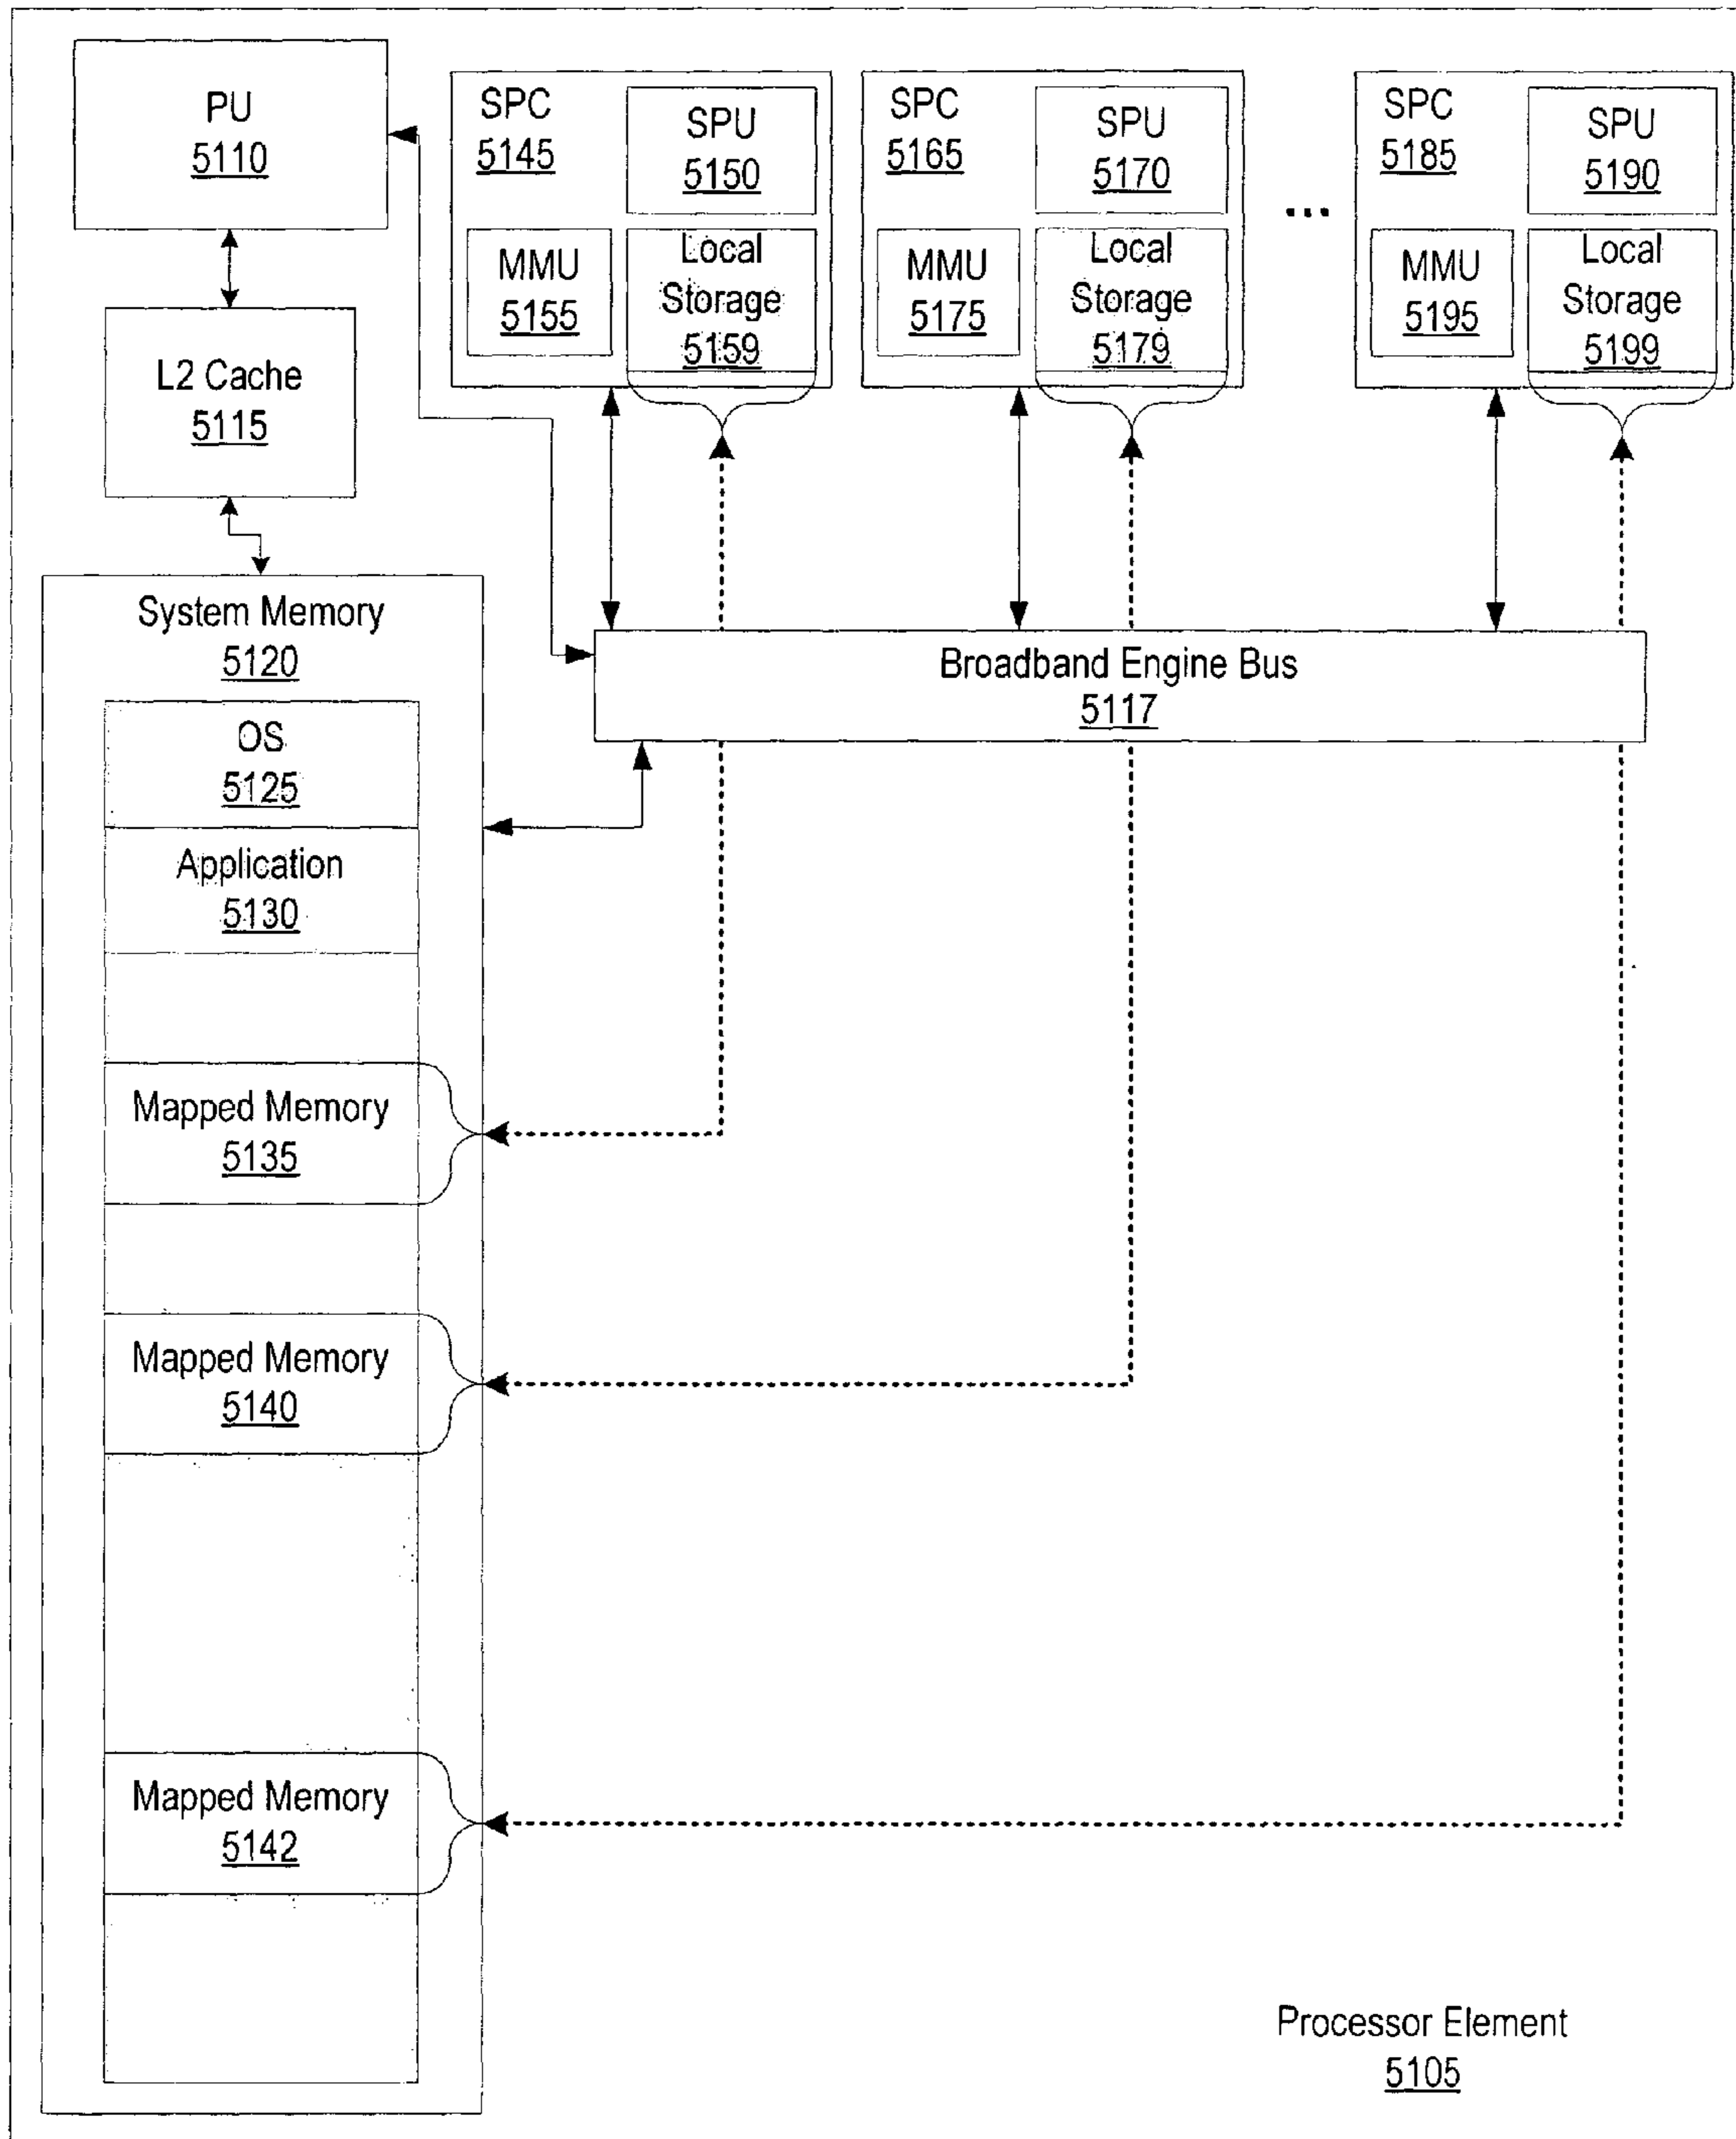 PU
5110
L2 Cache
5115
System Memory
5120
OS
5125
Application
5130
Mapped Memory
5135
Mapped Memory
5140
Mapped Memory
5142
SPC
5145
SPU
5150
MMU
5155
Local
Storage
5159
SPC
5165
SPU
5170
MMU
5175
Local
Storage
5179
...
SPC
5185
SPU
5190
MMU
5195
Local
Storage
5199
Broadband Engine Bus
5117
Processor Element
5105